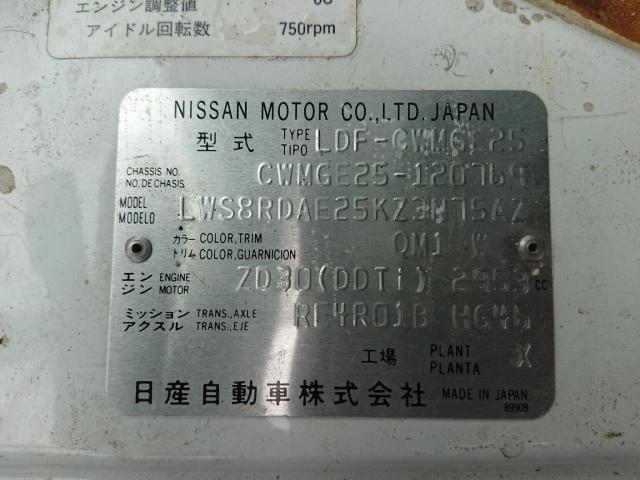 エンジン調整値
アイドル回転数 750rpm
NISSAN MOTOR CO.,LTD.JAPAN
型式 TYPE TIPO LDF-CWMGE25
CHASSIS NO. NO.DE CHASIS CWMGE25-120769
MODEL MODELO LWS8RDAE25KZ3M75AZ
カラー COLOR,TRIM
トリム COLOR,GUARNICION QM1 W
エンジン ENGINE MOTOR ZD30(DDTi) 2953 CC
ミッション TRANS.,AXLE
アクスル TRANS.,EJE RE4R01B HG46
工場 PLANT PLANTA X
日産自動車株式会社 MADE IN JAPAN
89909